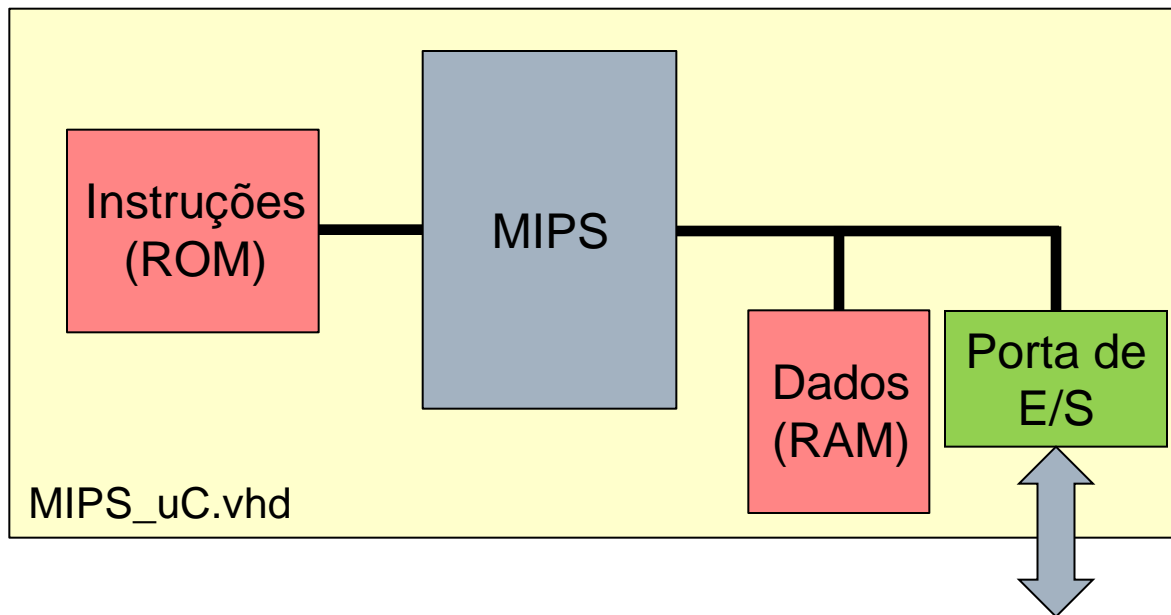 Instruções
(ROM)
MIPS
Dados
(RAM)
Porta de
E/S
MIPS_uC.vhd